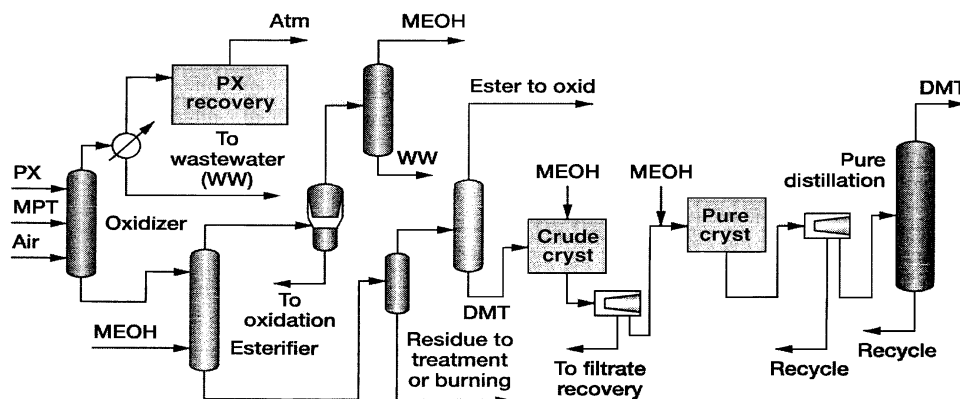 Atm
MEOH
PX
recovery
Ester to oxid
DMT
To
wastewater
(WW)
WW
Pure
distillation
PX
MPT
Air
Oxidizer
MEOH
MEOH
Crude
cryst
Pure
cryst
To
oxidation
DMT
MEOH
Esterifier
Residue to
treatment
or burning
To filtrate
recovery
Recycle
Recycle